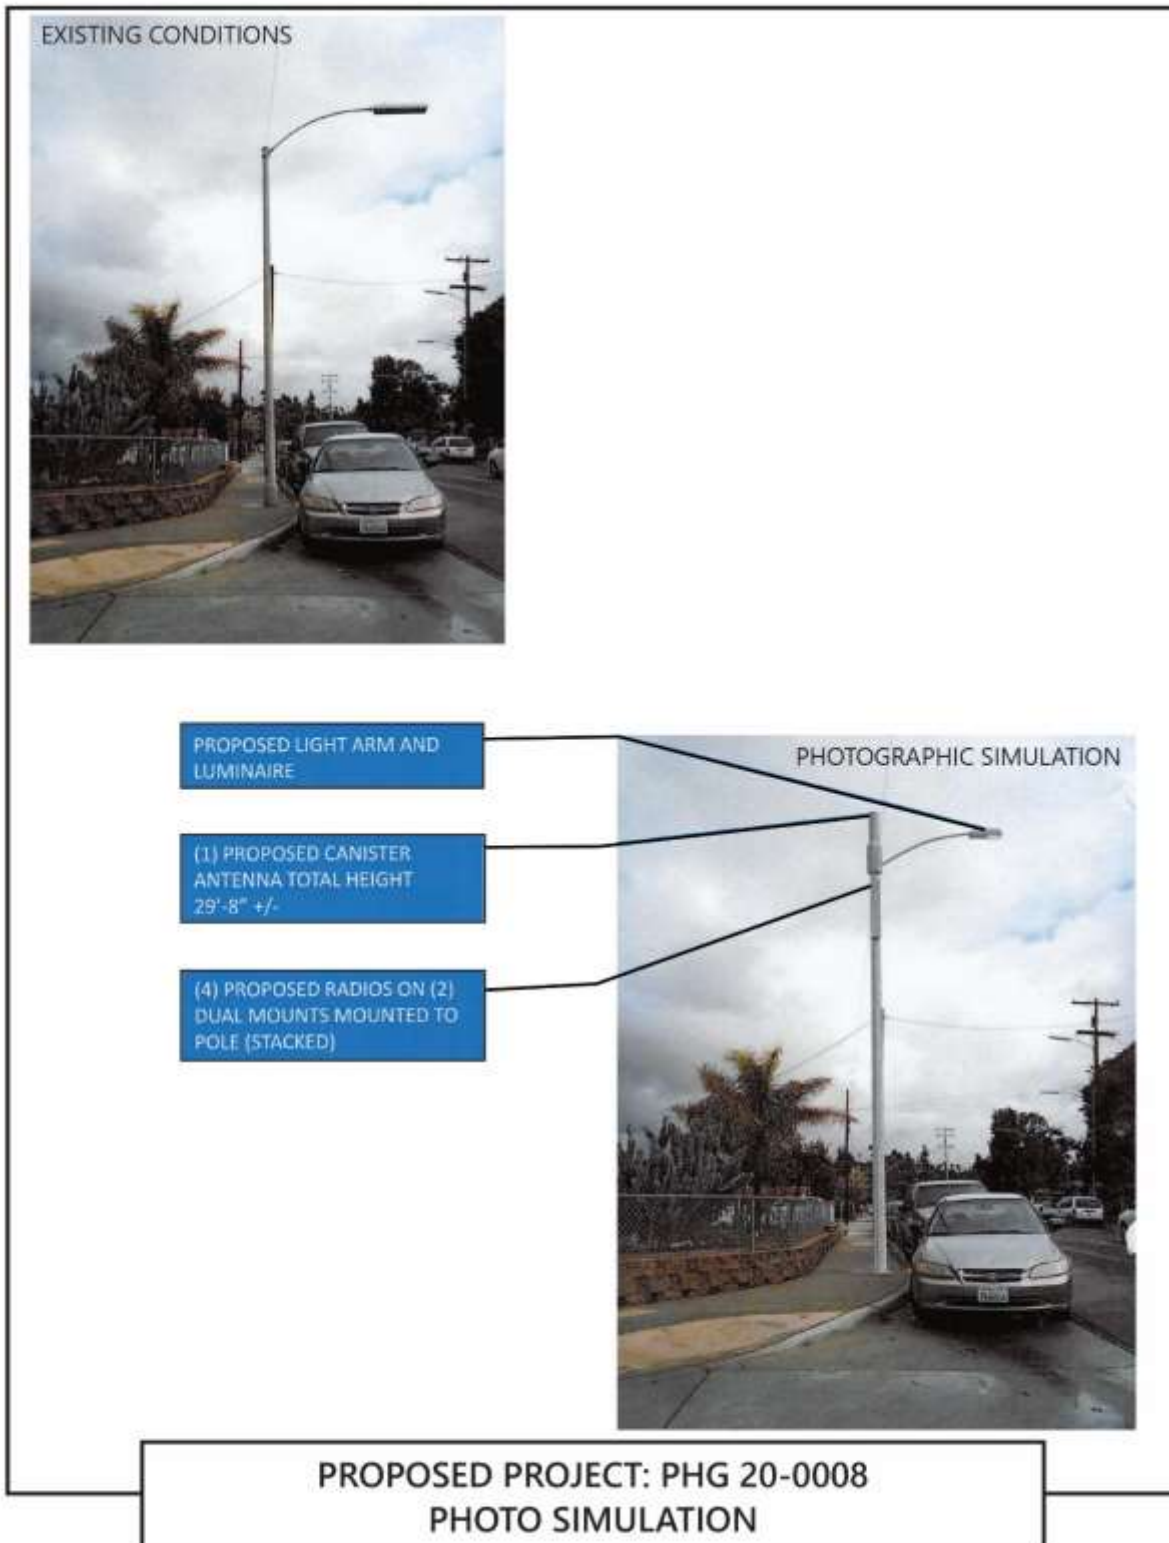 EXISTING CONDITIONS
PROPOSED LIGHT ARM AND
LUMINAIRE
PHOTOGRAPHIC SIMULATION
(1) PROPOSED CANISTER
ANTENNA TOTAL HEIGHT
29'-8" +/-
(4) PROPOSED RADIOS ON (2)
DUAL MOUNTS MOUNTED TO
POLE (STACKED)
PROPOSED PROJECT: PHG 20-0008
PHOTO SIMULATION